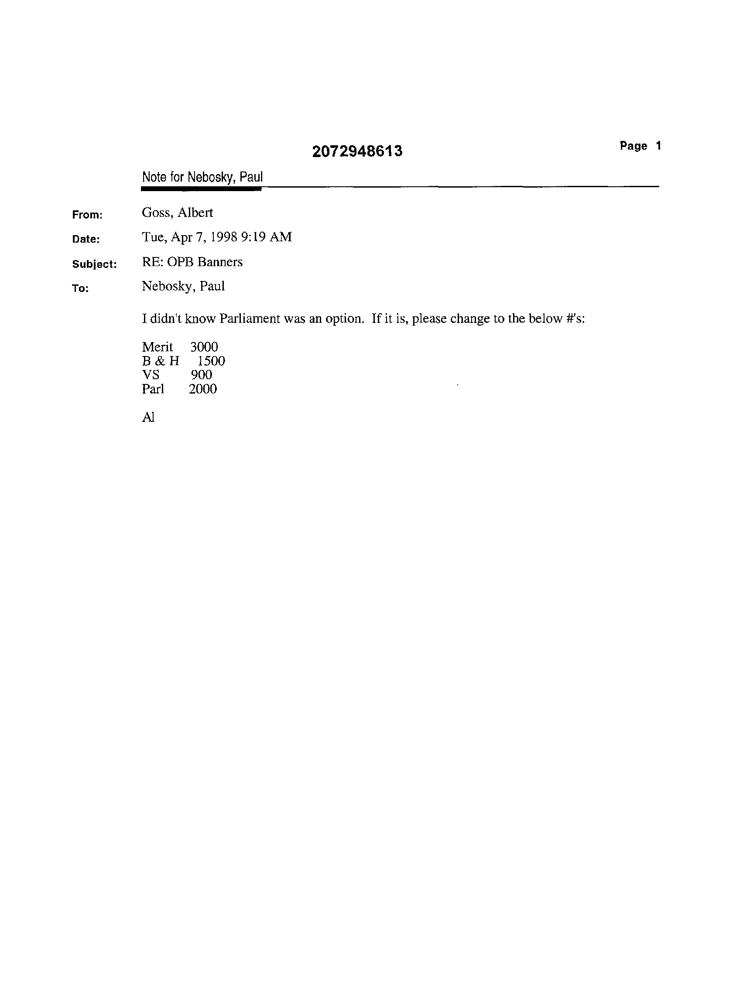 2072948613
Page 1
Note for Nebosky, Paul
From: Goss, Albert
Date: Tue, Apr 7, 1998 9:19 AM
Subject: RE: OPB Banners
To: Nebosky, Paul
I didn't know Parliament was an option. If it is, please change to the below #'s:
Merit 3000
B & H 1500
VS 900
Parl 2000
Al